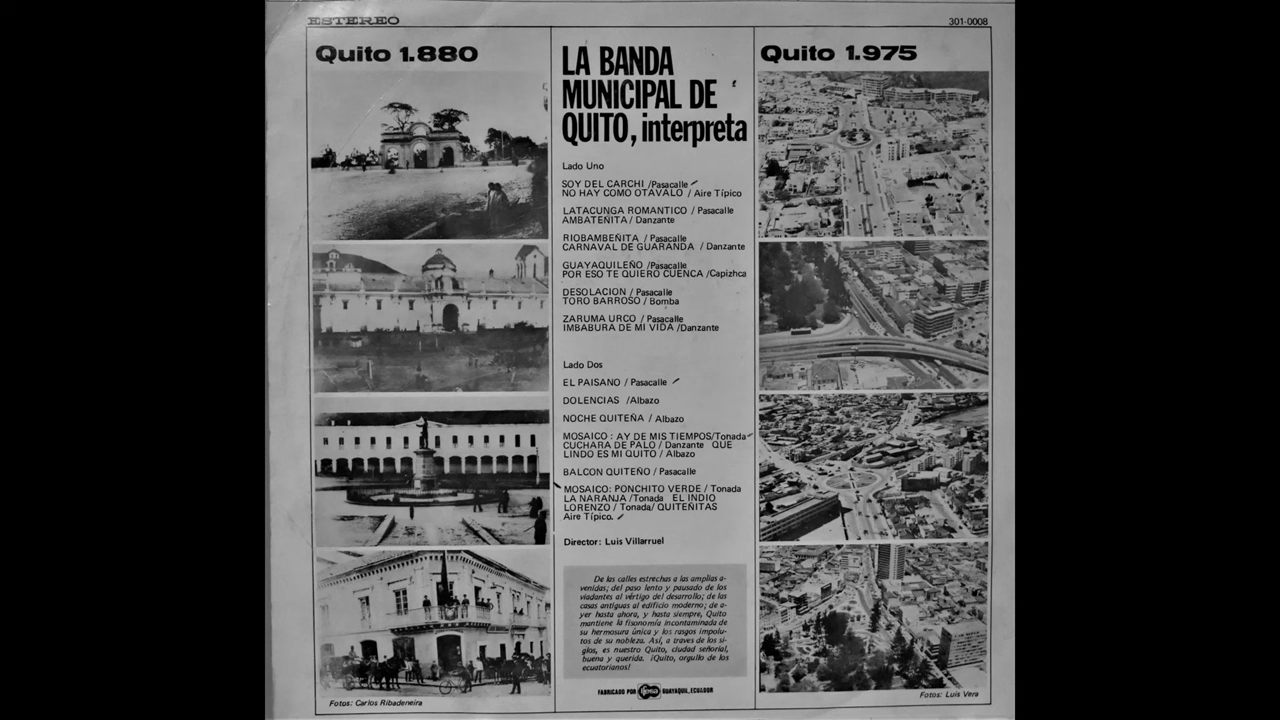 ESTEREO
301-0008
Quito 1.880
LA BANDA
MUNICIPAL DE
QUITO, interpreta
Quito 1.975
Lado Uno
SOY DEL CARCHI /Pasacalle
NO HAY COMO OTAVALO / Aire Típico
LATACUNGA ROMANTICO / Pasacalle
AMBATEÑITA / Danzante
RIOBAMBEÑITA / Pasacalle
CARNAVAL DE GUARANDA / Danzante
GUAYAQUILEÑO /Pasacalle
POR ESO TE QUIERO CUENCA /Capizhca
DESOLACION / Pasacalle
TORO BARROSO / Bomba
ZARUMA URCO / Pasacalle
IMBABURA DE MI VIDA /Danzante
Lado Dos
EL PAISANO / Pasacalle
DOLENCIAS /Albazo
NOCHE QUITEÑA / Albazo
MOSAICO : AY DE MIS TIEMPOS/Tonada
CUCHARA DE PALO / Danzante QUE
LINDO ES MI QUITO / Albazo
BALCON QUITEÑO / Pasacalle
MOSAICO: PONCHITO VERDE / Tonada
LA NARANJA /Tonada EL INDIO
LORENZO / Tonada/ QUITEÑITAS
Aire Típico.
Director: Luis Villarruel
De las calles estrechas a las amplias a-
venidas; del paso lento y pausado de los
viadantes al vértigo del desarrollo; de las
casas antiguas al edificio moderno; de a-
yer hasta ahora, y hasta siempre, Quito
mantiene la fisonomía incontaminada de
su hermosura única y los rasgos impolu-
tos de su nobleza. Así, a traves de los si-
glos, es nuestro Quito, ciudad señorial,
buena y querida. ¡Quito, orgullo de los
ecuatorianos!
FABRICADO POR ifesa GUAYAQUIL, ECUADOR
Fotos: Carlos Ribadeneira
Fotos: Luis Vera